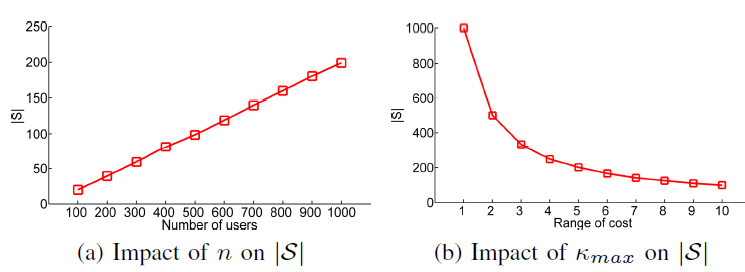 250
200
150
100
50
0
|S|
100 200 300 400 500 600 700 800 900 1000
Number of users
(a) Impact of n on |𝒮|
1000
800
600
400
200
0
|S|
1 2 3 4 5 6 7 8 9 10
Range of cost
(b) Impact of κmax on |𝒮|